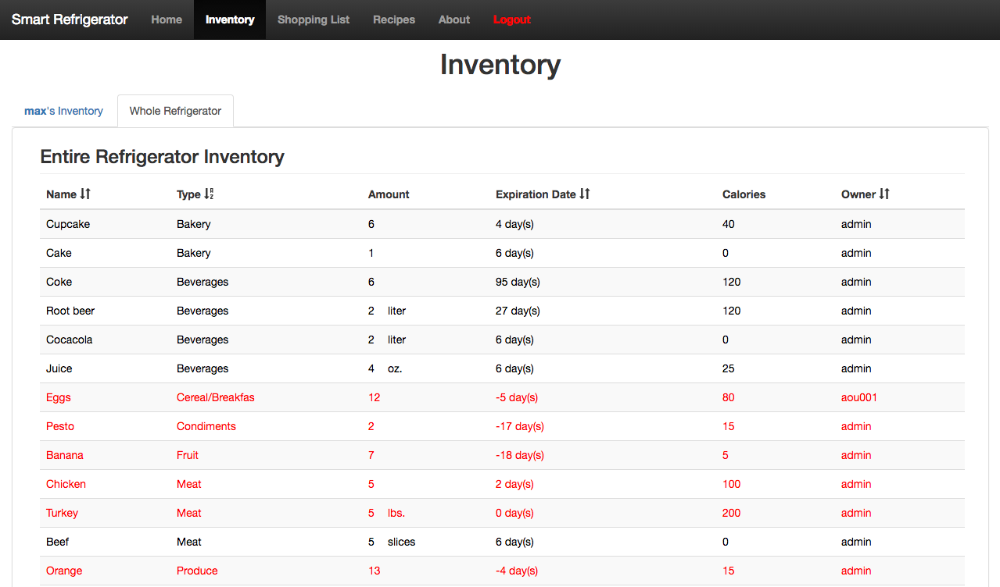 Smart Refrigerator Home Inventory Shopping List Recipes About Logout
Inventory
max's Inventory Whole Refrigerator
Entire Refrigerator Inventory
Name Type Amount Expiration Date Calories Owner
Cupcake Bakery 6 4 day(s) 40 admin
Cake Bakery 1 6 day(s) 0 admin
Coke Beverages 6 95 day(s) 120 admin
Root beer Beverages 2 liter 27 day(s) 120 admin
Cocacola Beverages 2 liter 6 day(s) 0 admin
Juice Beverages 4 oz. 6 day(s) 25 admin
Eggs Cereal/Breakfas 12 -5 day(s) 80 aou001
Pesto Condiments 2 -17 day(s) 15 admin
Banana Fruit 7 -18 day(s) 5 admin
Chicken Meat 5 2 day(s) 100 admin
Turkey Meat 5 lbs. 0 day(s) 200 admin
Beef Meat 5 slices 6 day(s) 0 admin
Orange Produce 13 -4 day(s) 15 admin